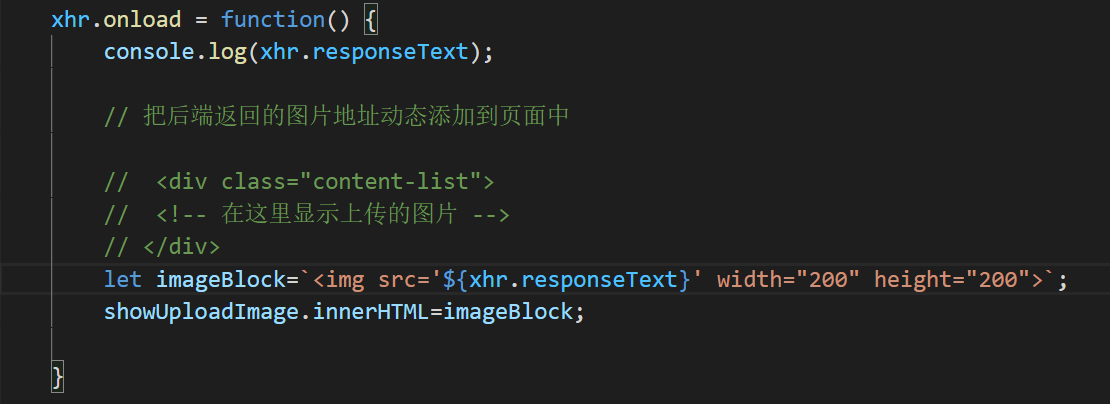 xhr.onload = function() {
console.log(xhr.responseText);
// 把后端返回的图片地址动态添加到页面中
//  <div class="content-list">
//  <!-- 在这里显示上传的图片 -->
// </div>
let imageBlock=`<img src='${xhr.responseText}' width="200" height="200">`;
showUploadImage.innerHTML=imageBlock;
}